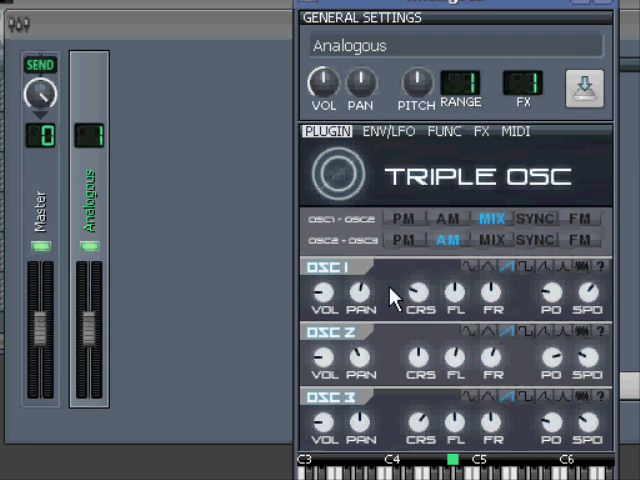 GENERAL SETTINGS
Analogous
VOL PAN PITCH RANGE FX
1 1
SEND
0 1
Master Analogous
PLUGIN ENV/LFO FUNC FX MIDI
TRIPLE OSC
OSC1 - OSC2 PM AM MIX SYNC FM
OSC2 - OSC3 PM AM MIX SYNC FM
OSC 1 ?
VOL PAN CRS FL FR PO SPD
OSC 2 ?
VOL PAN CRS FL FR PO SPD
OSC 3 ?
VOL PAN CRS FL FR PO SPD
C3 C4 C5 C6